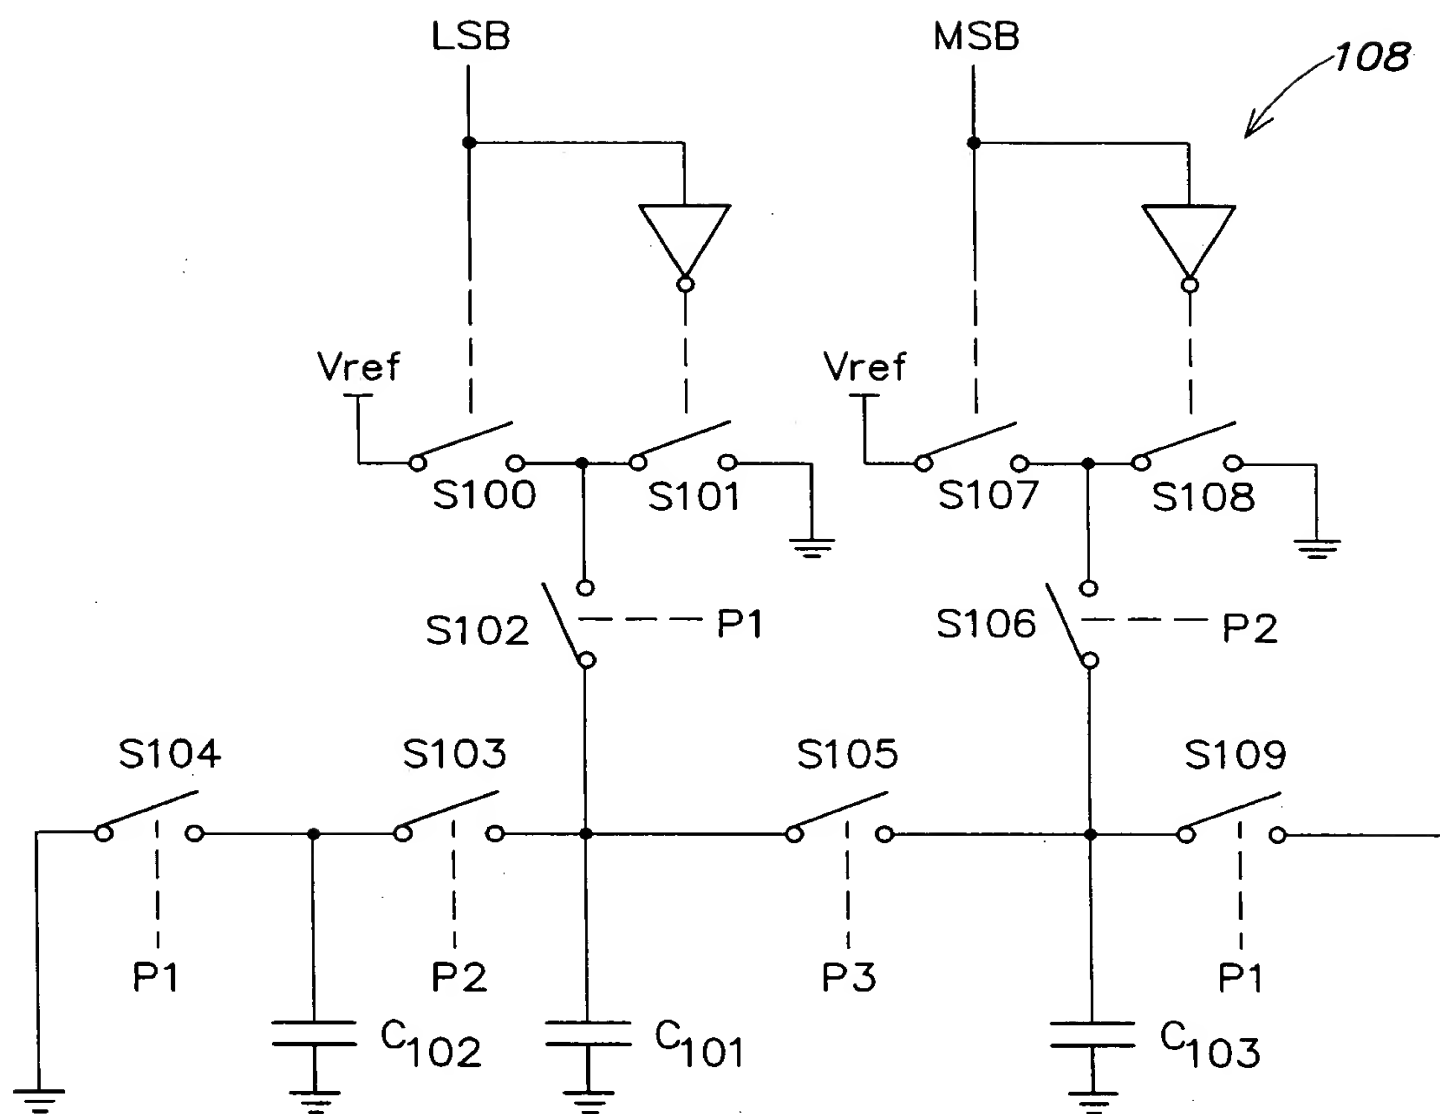 LSB
MSB
108
Vref
Vref
S100
S101
S107
S108
S102
P1
S106
P2
S104
S103
S105
S109
P1
P2
P3
P1
C102
C101
C103